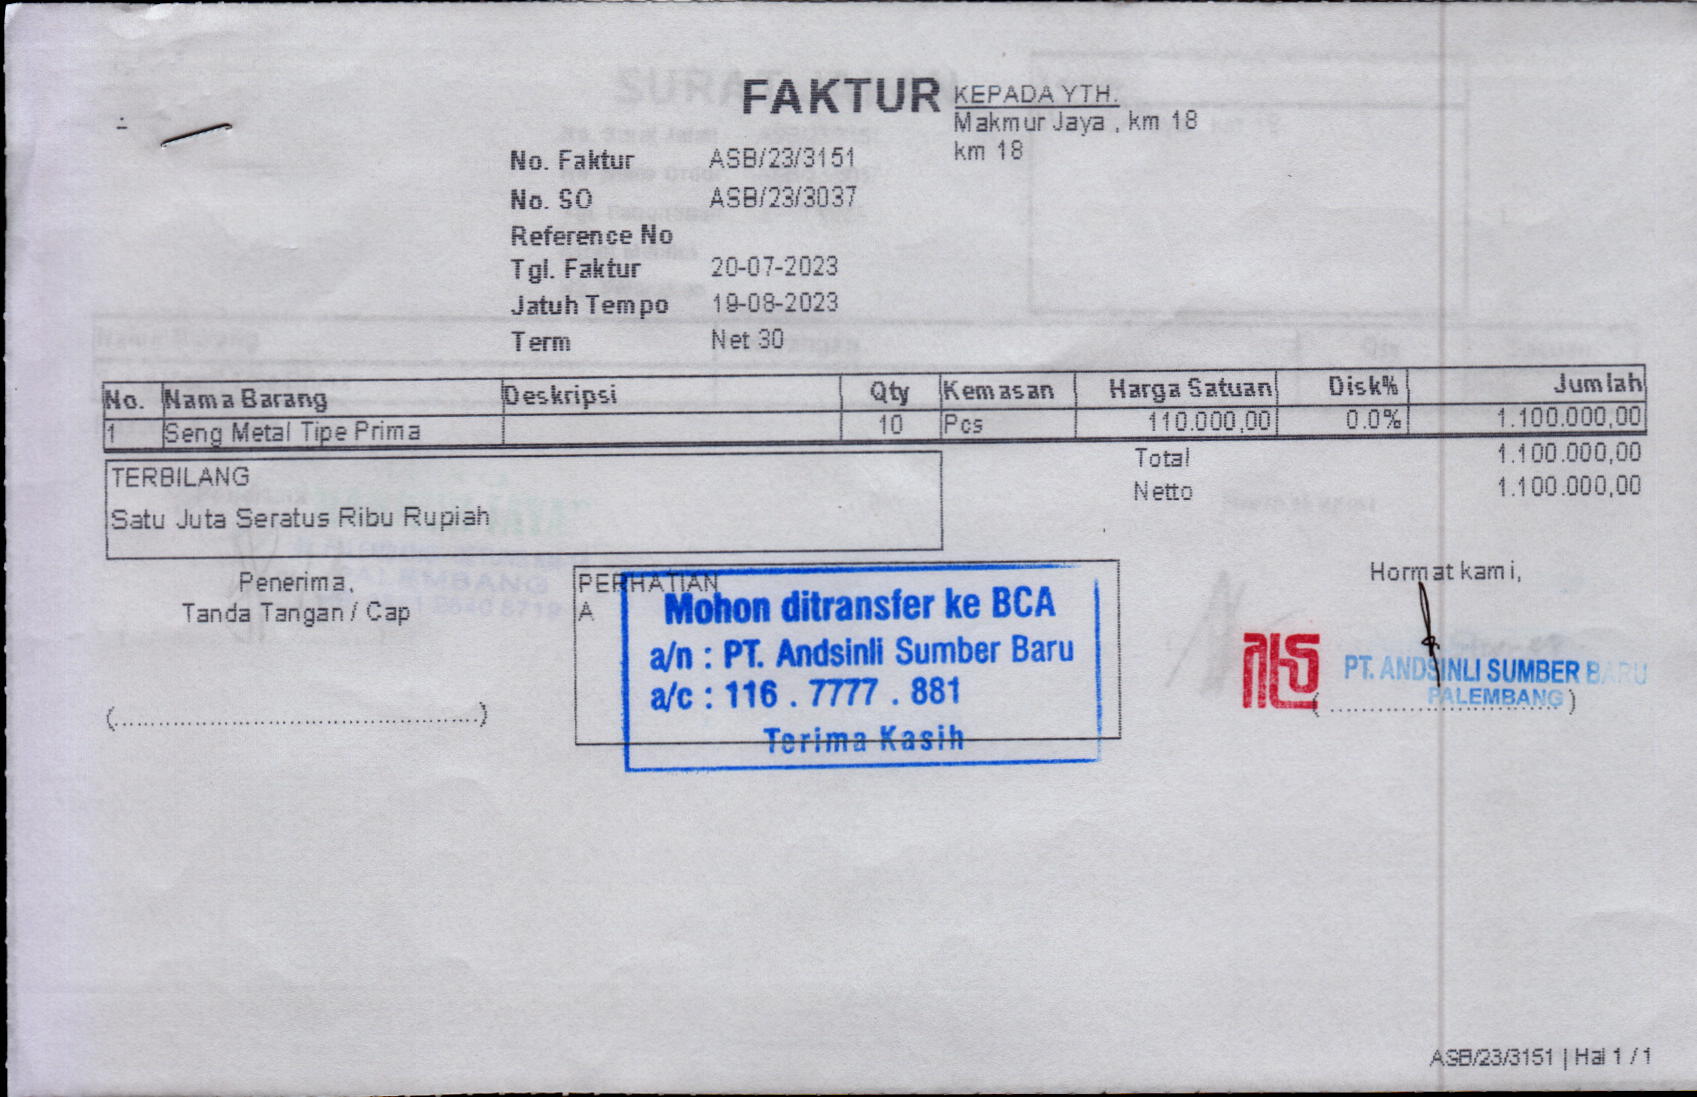 FAKTUR
KEPADA YTH.
Makmur Jaya , km 18
km 18
No. Faktur ASB/23/3151
No. SO ASB/23/3037
Reference No
Tgl. Faktur 20-07-2023
Jatuh Tempo 19-08-2023
Term Net 30
No. Nama Barang Deskripsi Qty Kemasan Harga Satuan Disk% Jumlah
1 Seng Metal Tipe Prima 10 Pcs 110.000,00 0.0% 1.100.000,00
Total 1.100.000,00
Netto 1.100.000,00
TERBILANG
Satu Juta Seratus Ribu Rupiah
Penerima,
Tanda Tangan / Cap
(........................................................)
PERHATIAN
A
Mohon ditransfer ke BCA
a/n : PT. Andsinli Sumber Baru
a/c : 116 . 7777 . 881
Terima Kasih
Hormat kami,
PT. ANDSINLI SUMBER BARU
PALEMBANG
(...................................)
ASB/23/3151 | Hal 1 / 1